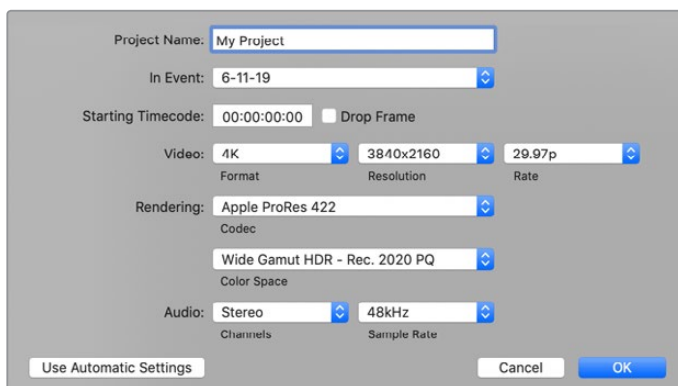 Project Name: My Project
In Event: 6-11-19
Starting Timecode: 00:00:00:00 Drop Frame
Video: 4K 3840x2160 29.97p
Format Resolution Rate
Rendering: Apple ProRes 422
Codec
Wide Gamut HDR - Rec. 2020 PQ
Color Space
Audio: Stereo 48kHz
Channels Sample Rate
Use Automatic Settings Cancel OK